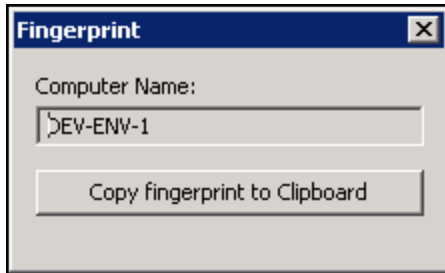 Fingerprint
Computer Name:
DEV-ENV-1
Copy fingerprint to Clipboard